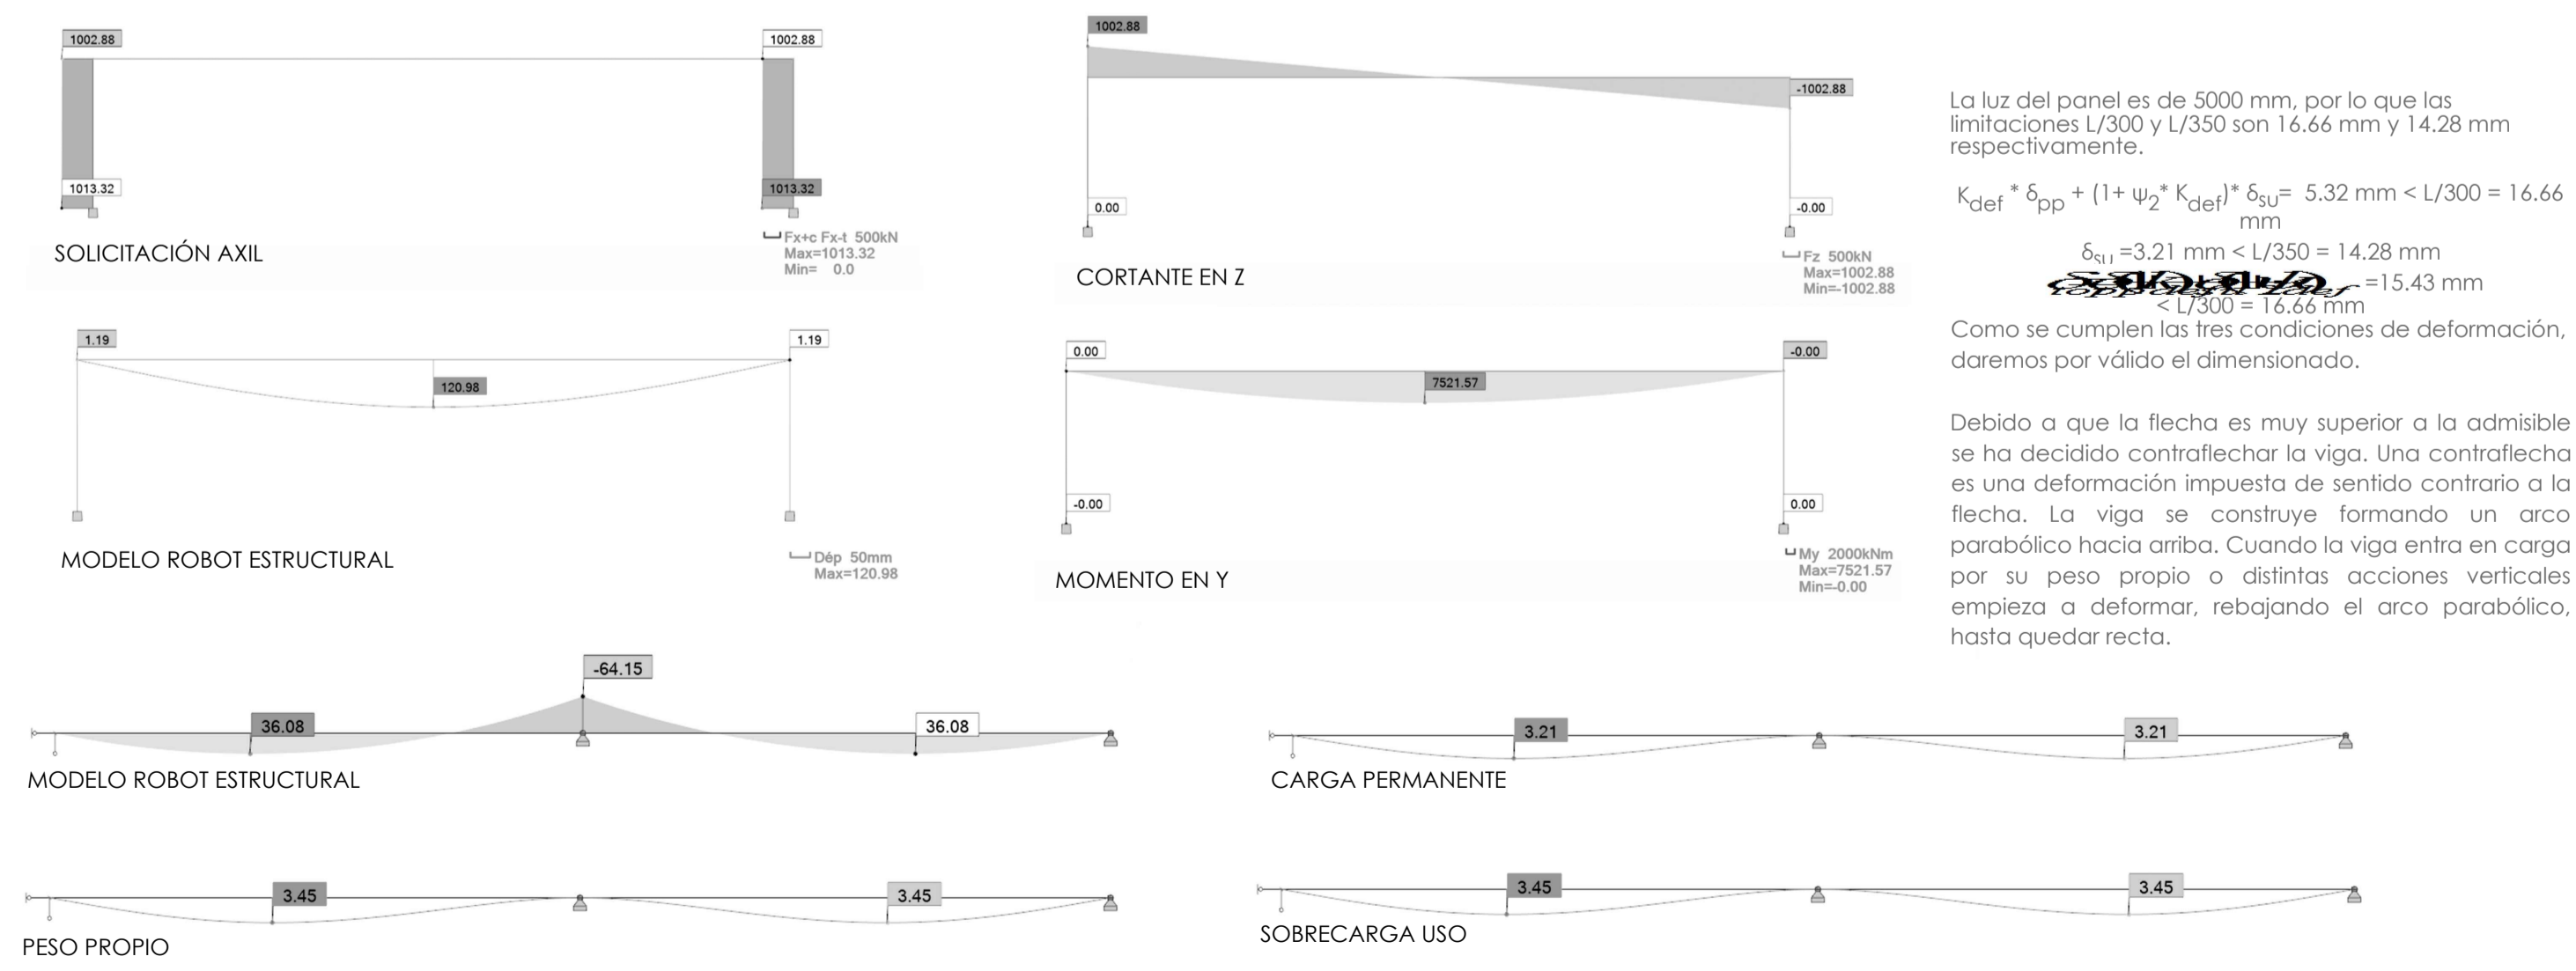 1002.88
1002.88
1013.32
1013.32
Fx+c Fx-t 500kN
Max=1013.32
Min= 0.0
SOLICITACIÓN AXIL
1002.88
-1002.88
0.00
-0.00
Fz 500kN
Max=1002.88
Min=-1002.88
CORTANTE EN Z
1.19
1.19
120.98
Dép 50mm
Max=120.98
MODELO ROBOT ESTRUCTURAL
0.00
-0.00
7521.57
-0.00
0.00
My 2000kNm
Max=7521.57
Min=-0.00
MOMENTO EN Y
La luz del panel es de 5000 mm, por lo que las
limitaciones L/300 y L/350 son 16.66 mm y 14.28 mm
respectivamente.
Kdef * δpp + (1+ ψ2* Kdef)* δsu= 5.32 mm < L/300 = 16.66
mm
δsu =3.21 mm < L/350 = 14.28 mm
=15.43 mm
< L/300 = 16.66 mm
Como se cumplen las tres condiciones de deformación,
daremos por válido el dimensionado.
Debido a que la flecha es muy superior a la admisible
se ha decidido contraflechar la viga. Una contraflecha
es una deformación impuesta de sentido contrario a la
flecha. La viga se construye formando un arco
parabólico hacia arriba. Cuando la viga entra en carga
por su peso propio o distintas acciones verticales
empieza a deformar, rebajando el arco parabólico,
hasta quedar recta.
-64.15
36.08
36.08
MODELO ROBOT ESTRUCTURAL
3.21
3.21
CARGA PERMANENTE
3.45
3.45
PESO PROPIO
3.45
3.45
SOBRECARGA USO